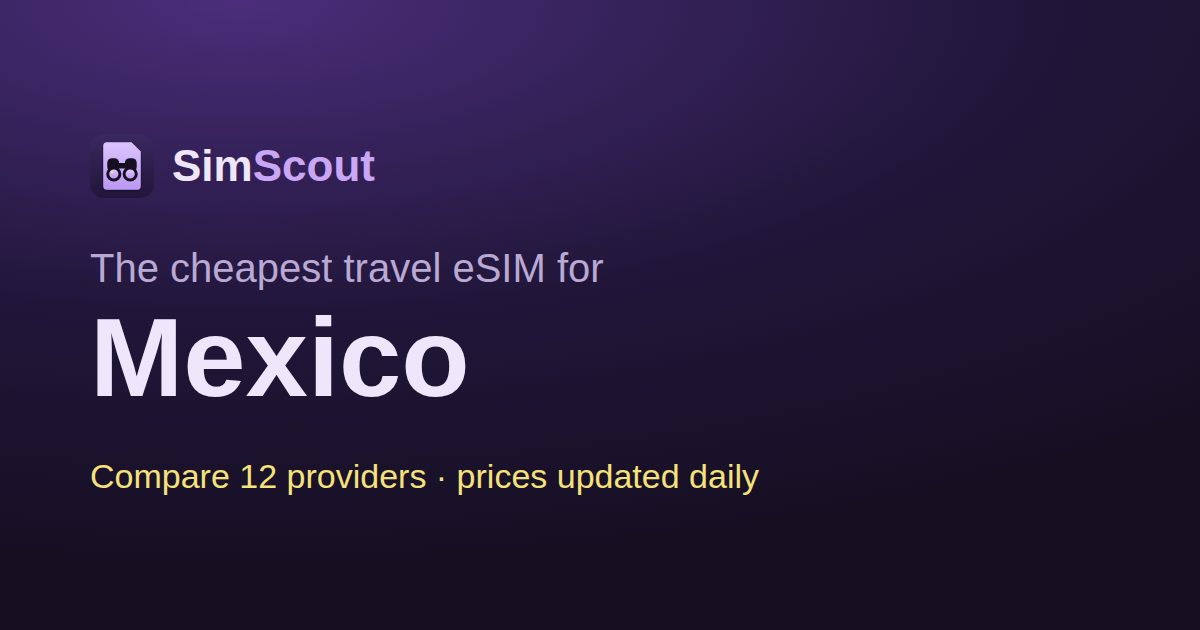 SimScout
The cheapest travel eSIM for
Mexico
Compare 12 providers · prices updated daily